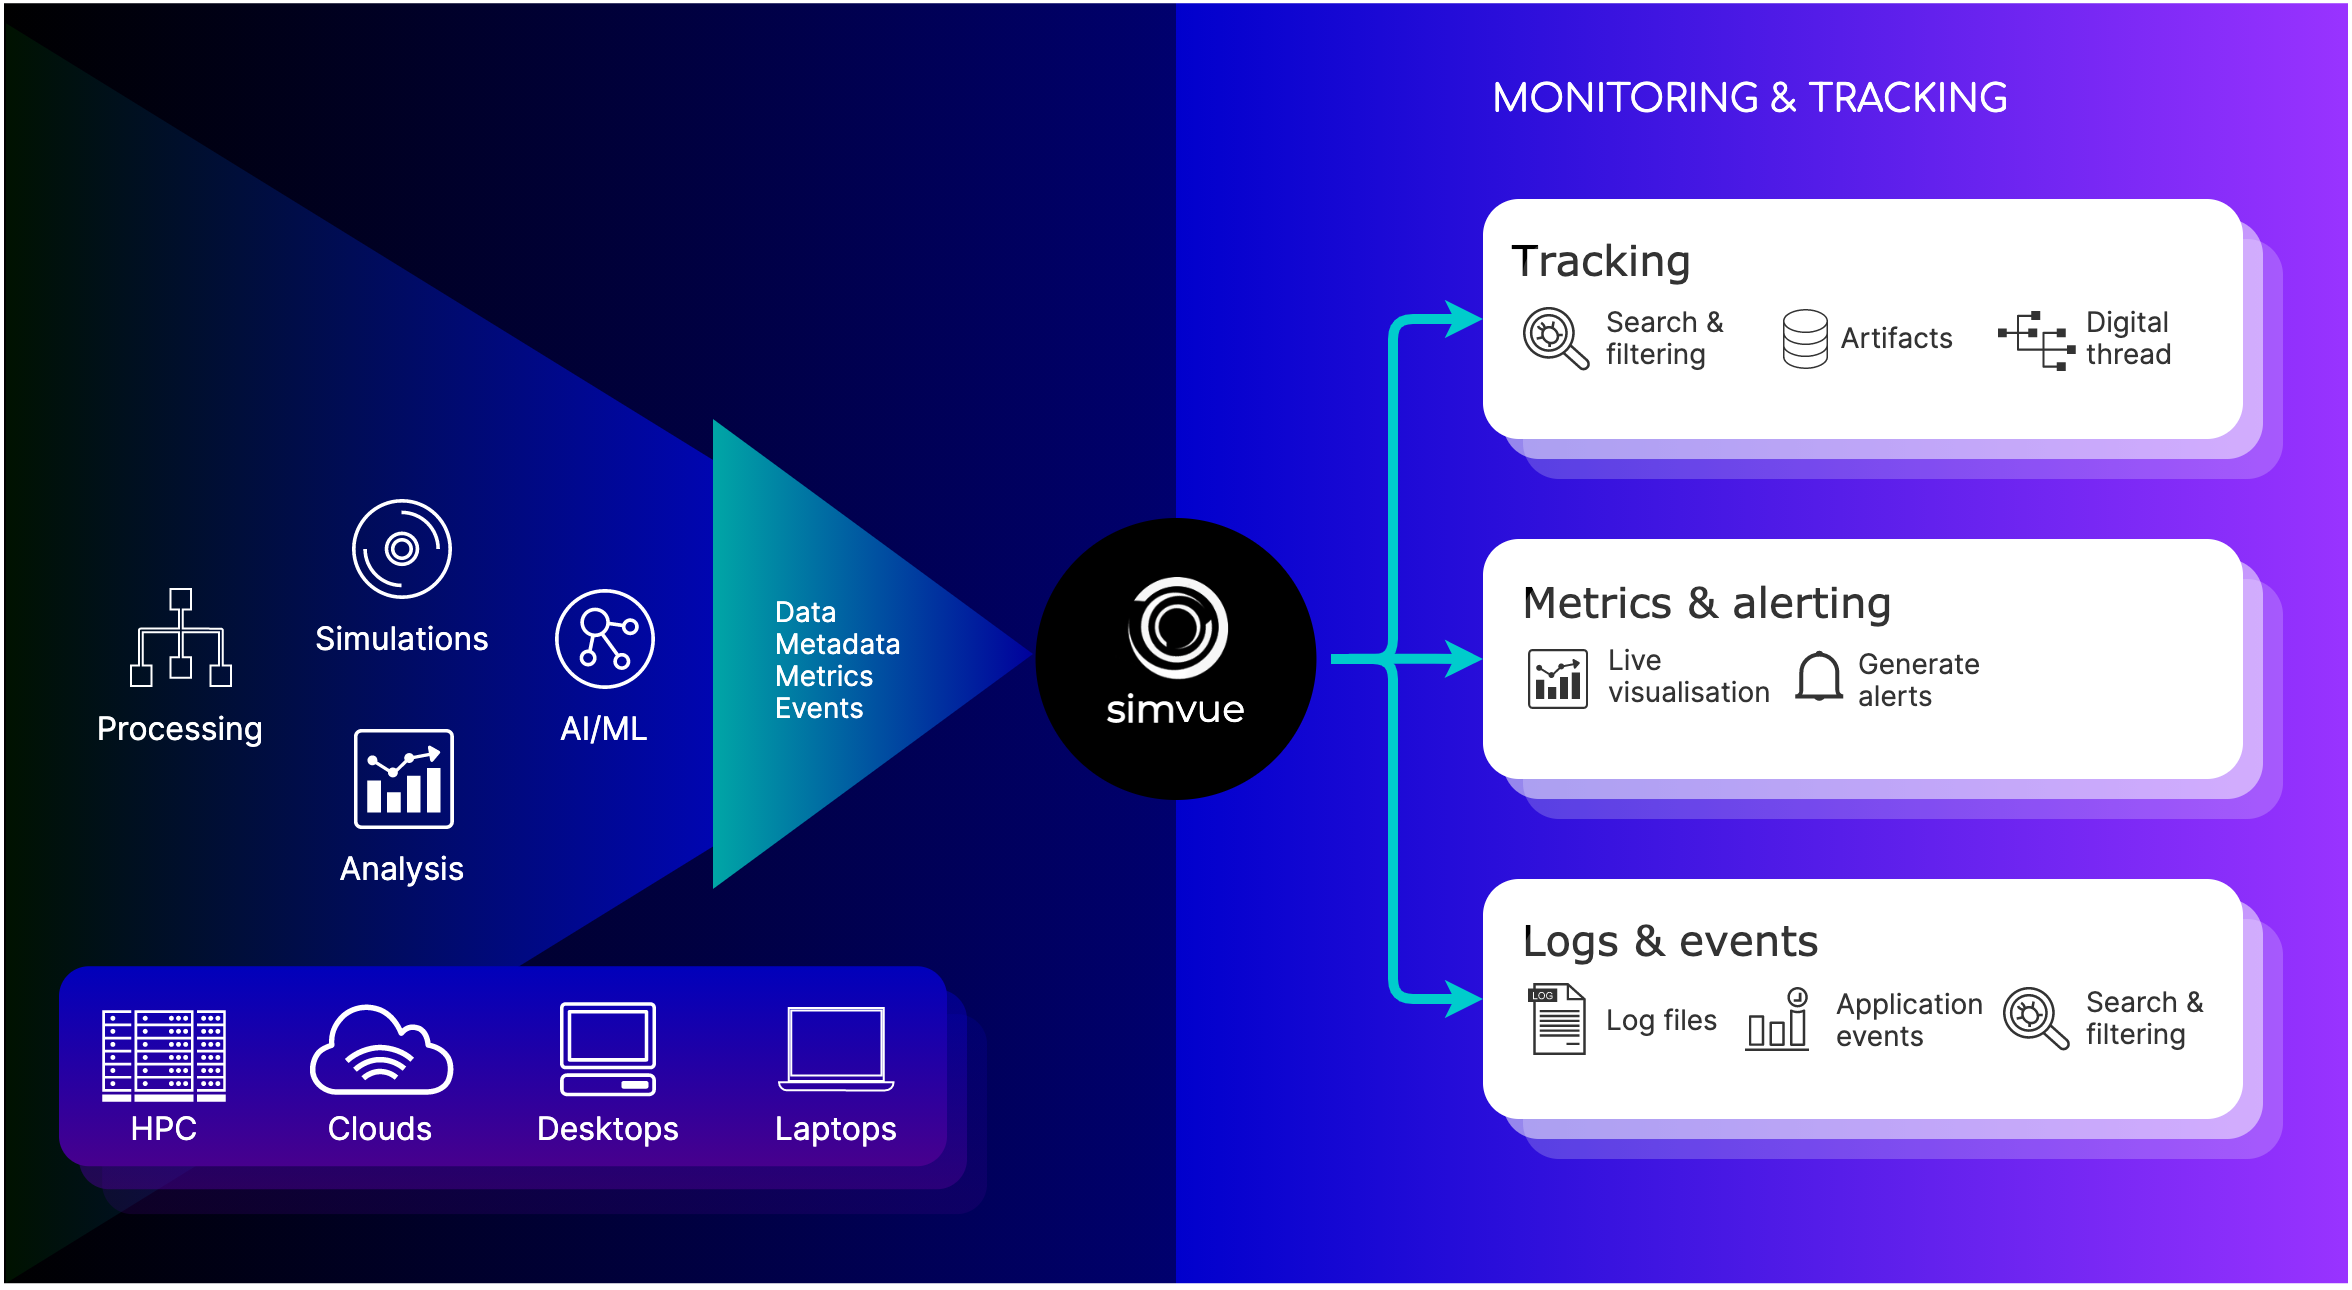 MONITORING & TRACKING
Processing
Simulations
Analysis
AI/ML
Data
Metadata
Metrics
Events
simvue
HPC
Clouds
Desktops
Laptops
Tracking
Search &
filtering
Artifacts
Digital
thread
Metrics & alerting
Live
visualisation
Generate
alerts
Logs & events
LOG
Log files
Application
events
Search &
filtering